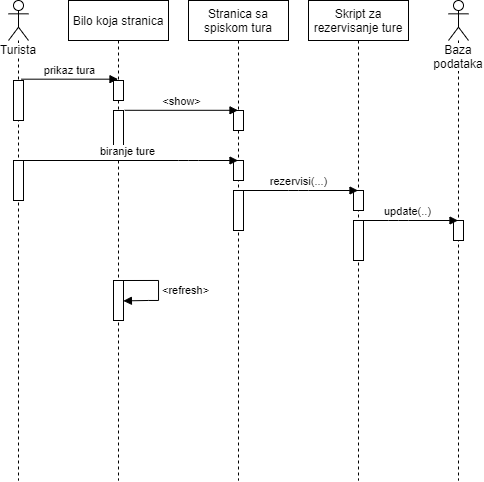 Turista
Bilo koja stranica
Stranica sa
spiskom tura
Skript za
rezervisanje ture
Baza
podataka
prikaz tura
<show>
biranje ture
rezervisi(...)
update(..)
<refresh>